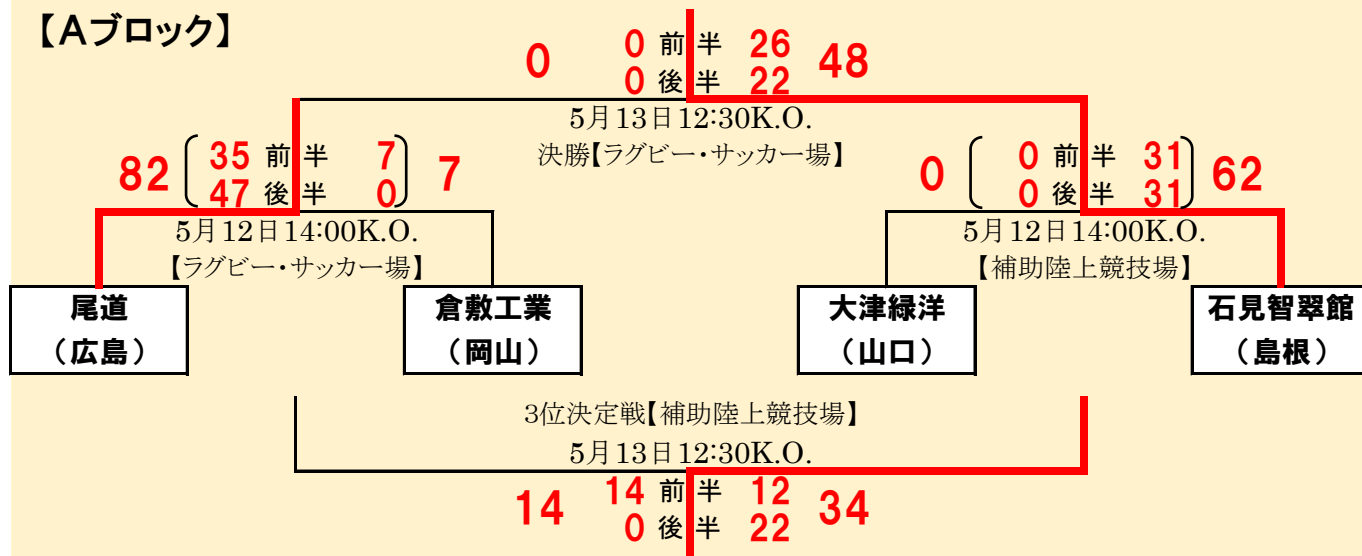 【Aブロック】
0 0 前半 26 48
0 後半 22
5月13日12:30K.O.
決勝【ラグビー・サッカー場】
82 35 前半 7 7
47 後半 0
5月12日14:00K.O.
【ラグビー・サッカー場】
0 0 前半 31 62
0 後半 31
5月12日14:00K.O.
【補助陸上競技場】
尾道
（広島）
倉敷工業
（岡山）
大津緑洋
（山口）
石見智翠館
（島根）
3位決定戦【補助陸上競技場】
5月13日12:30K.O.
14 14 前半 12 34
0 後半 22